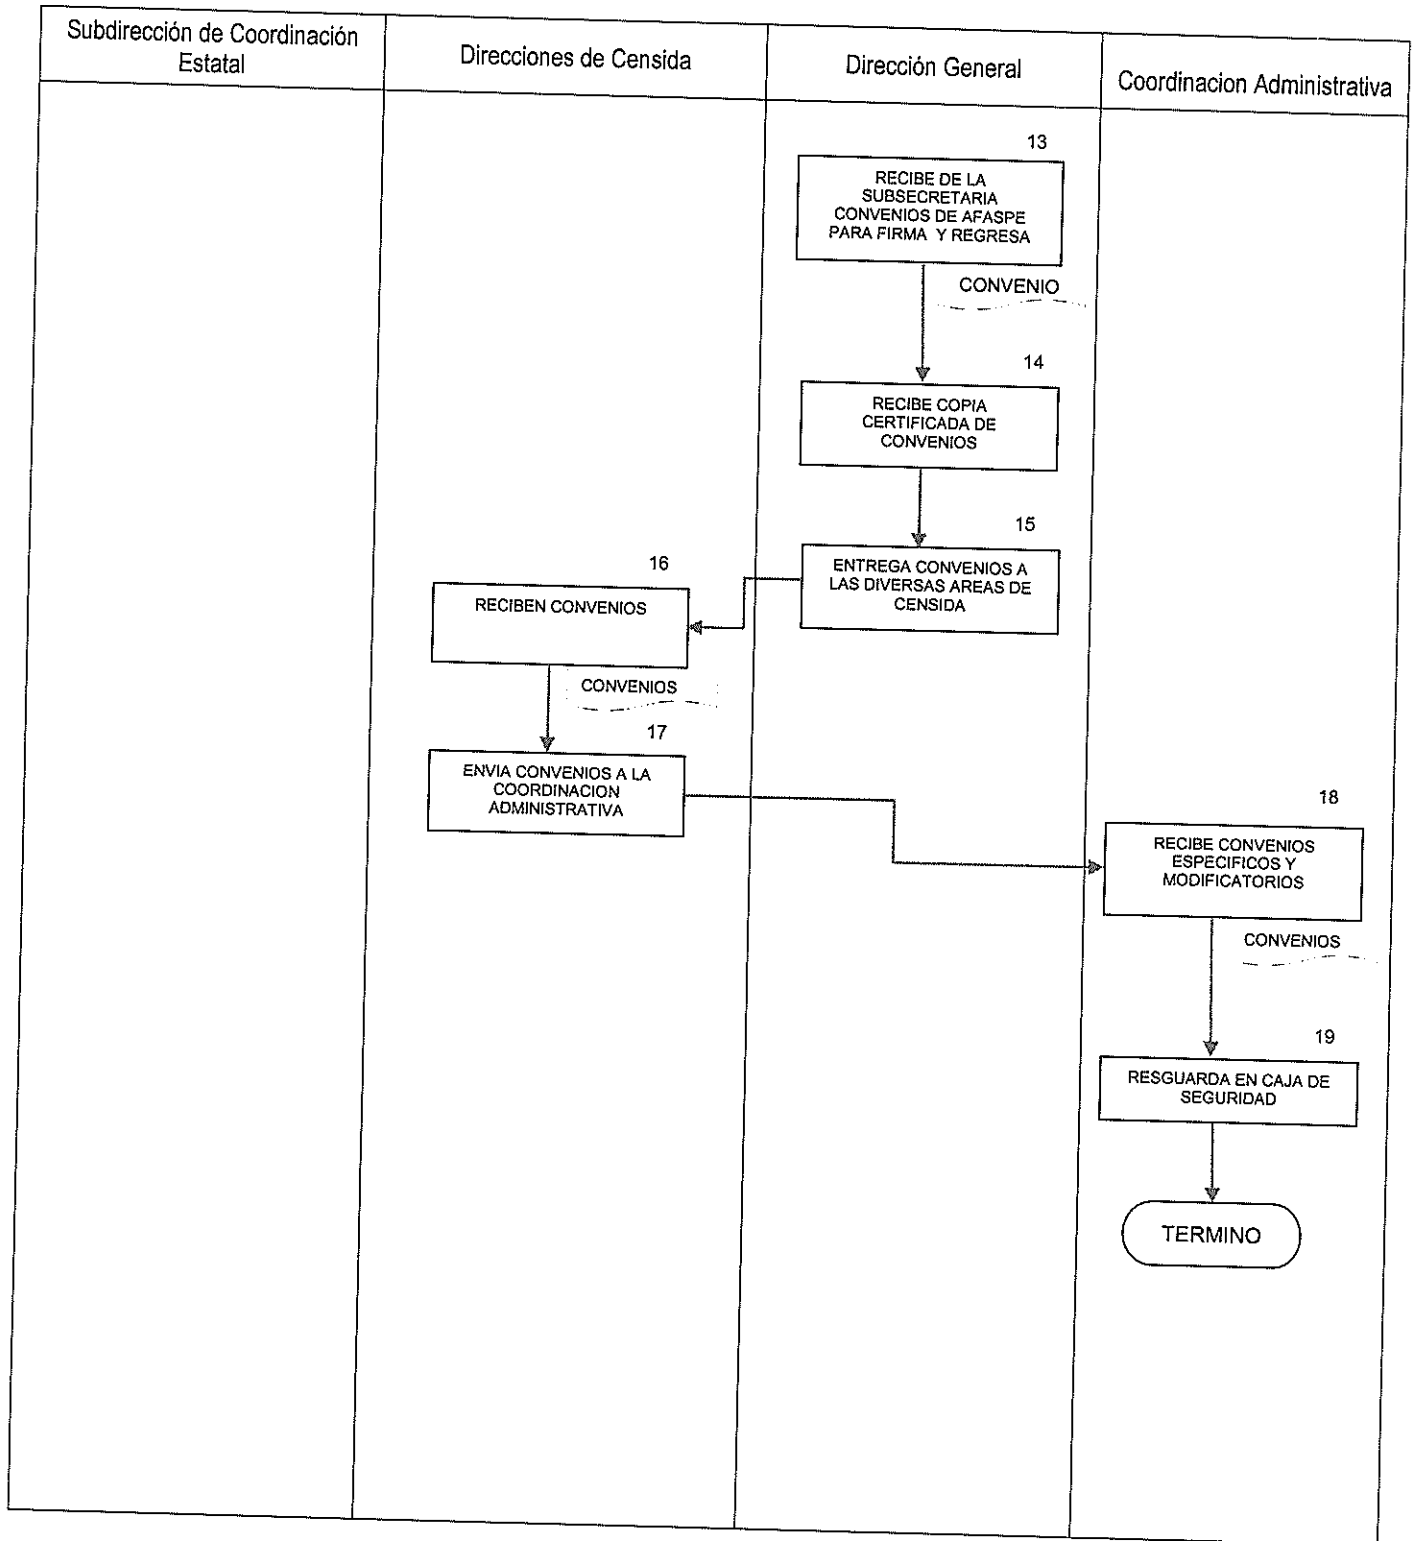 Subdirección de Coordinación
Estatal
Direcciones de Censida
Dirección General
Coordinacion Administrativa
13
RECIBE DE LA
SUBSECRETARIA
CONVENIOS DE AFASPE
PARA FIRMA Y REGRESA
CONVENIO
14
RECIBE COPIA
CERTIFICADA DE
CONVENIOS
15
ENTREGA CONVENIOS A
LAS DIVERSAS AREAS DE
CENSIDA
16
RECIBEN CONVENIOS
CONVENIOS
17
ENVIA CONVENIOS A LA
COORDINACION
ADMINISTRATIVA
18
RECIBE CONVENIOS
ESPECIFICOS Y
MODIFICATORIOS
CONVENIOS
19
RESGUARDA EN CAJA DE
SEGURIDAD
TERMINO